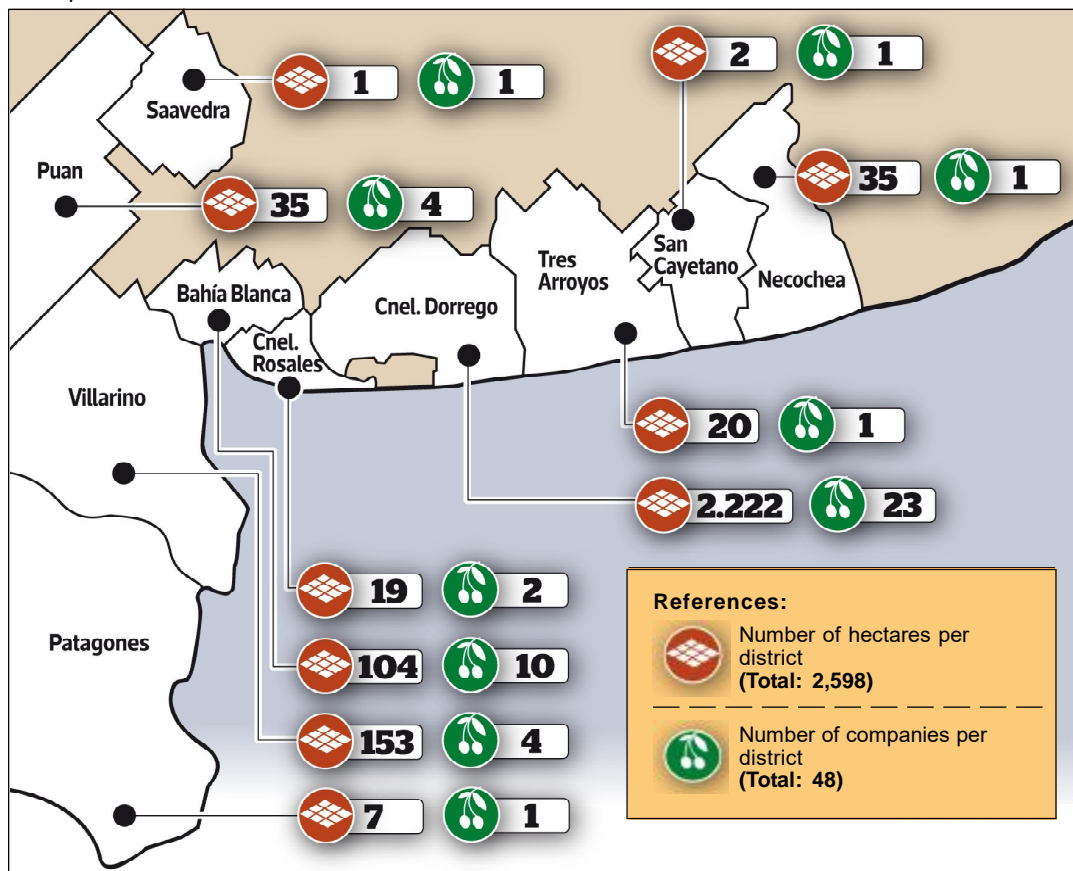 1 1
Saavedra
2 1
Puan
35 4
35 1
San
Cayetano
Tres
Arroyos
Necochea
Bahía Blanca
Cnel. Dorrego
Cnel.
Rosales
Villarino
20 1
2.222 23
19 2
104 10
153 4
Patagones
7 1
References:
Number of hectares per
district
(Total: 2,598)
Number of companies per
district
(Total: 48)